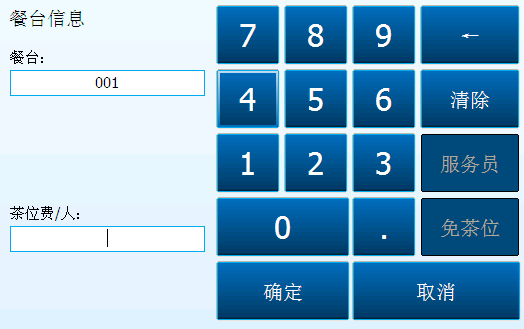 餐台信息
餐台:
001
茶位费/人:
7 8 9 ←
4 5 6 清除
1 2 3 服务员
0 . 免茶位
确定 取消